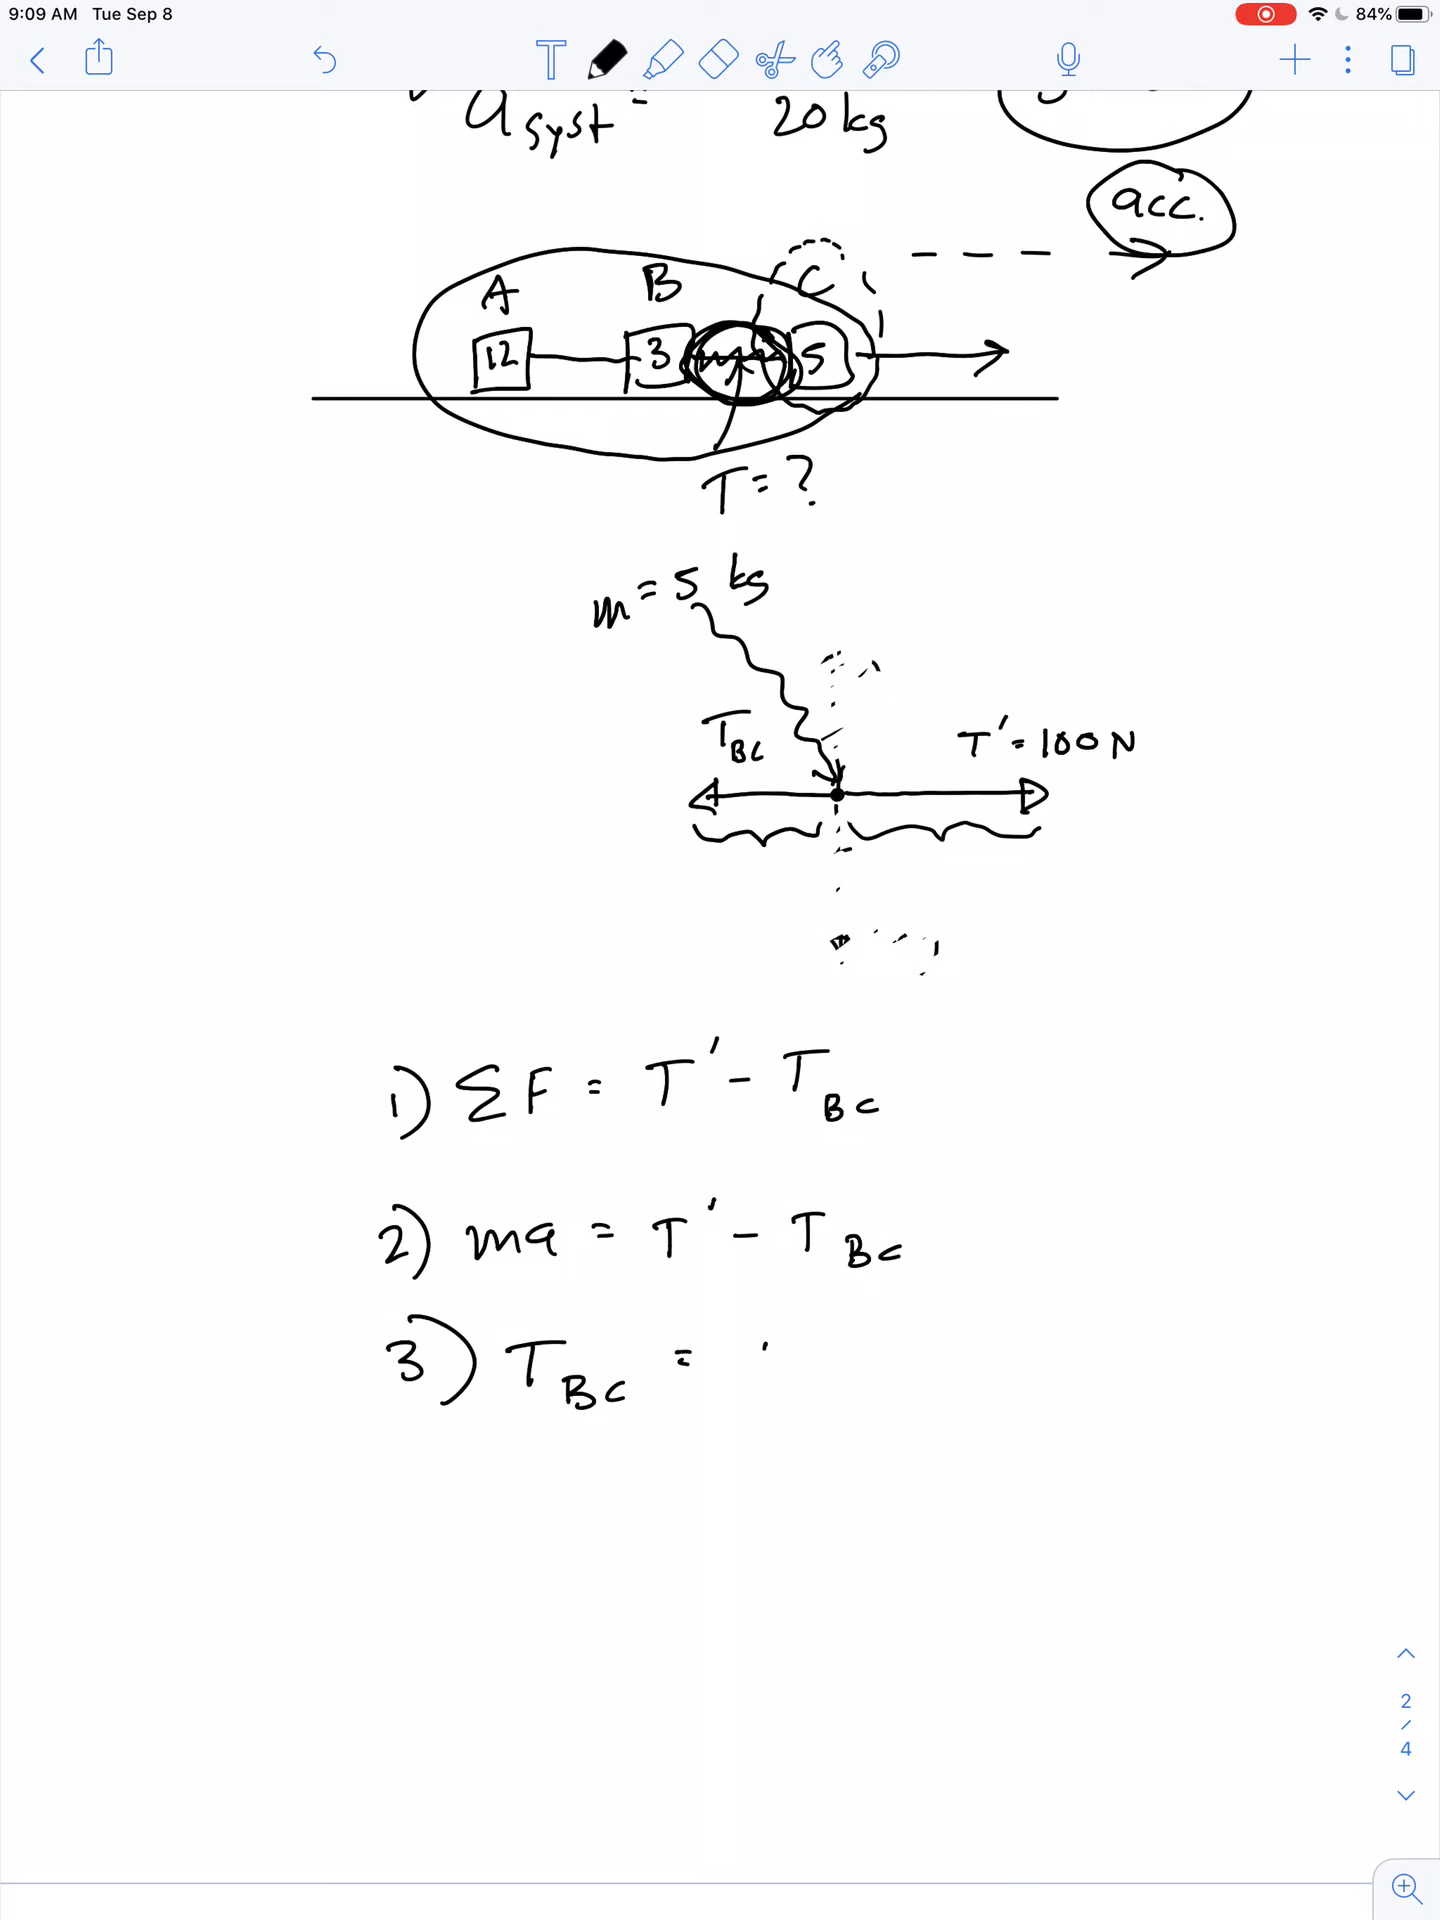 9:09 AM Tue Sep 8 84%
T
a syst =
20 kg
acc.
A B C
12 3 5
T = ?
m = 5 kg
T BC
T' = 100 N
1) ΣF = T' - T BC
2) ma = T' - T BC
3) T BC =
2
/
4